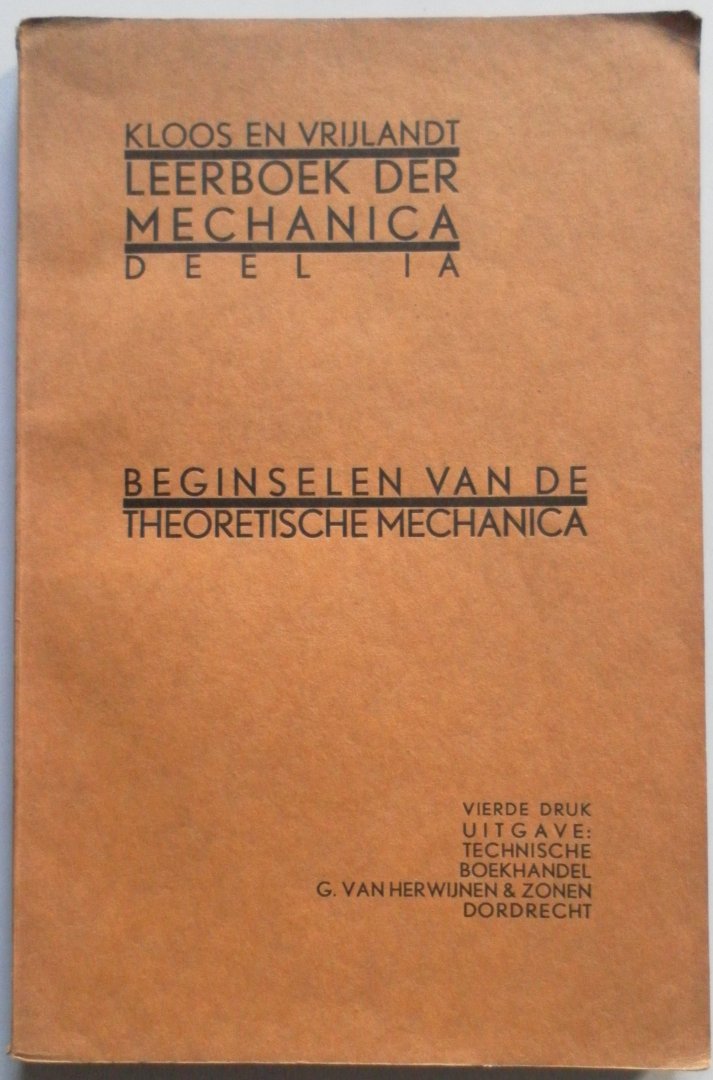 KLOOS EN VRIJLANDT
LEERBOEK DER
MECHANICA
DEEL IA
BEGINSELEN VAN DE
THEORETISCHE MECHANICA
VIERDE DRUK
UITGAVE:
TECHNISCHE
BOEKHANDEL
G. VAN HERWIJNEN & ZONEN
DORDRECHT